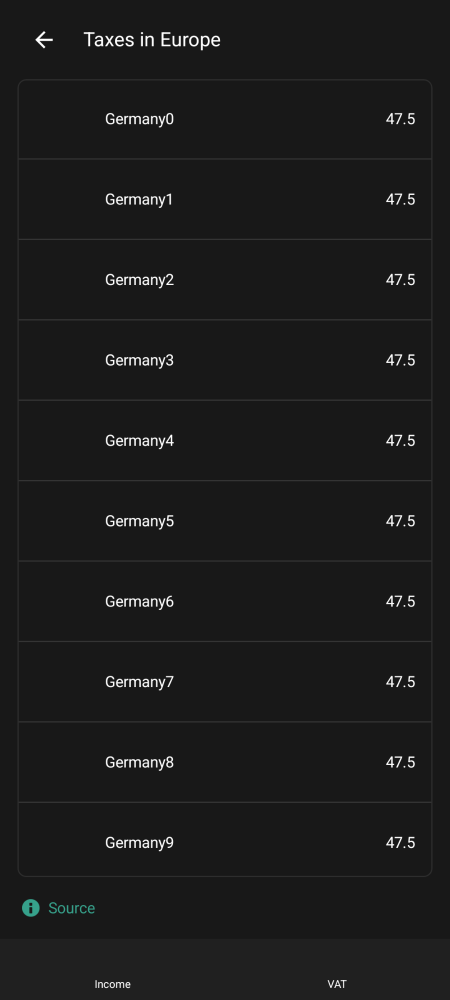 Taxes in Europe
Germany0 47.5
Germany1 47.5
Germany2 47.5
Germany3 47.5
Germany4 47.5
Germany5 47.5
Germany6 47.5
Germany7 47.5
Germany8 47.5
Germany9 47.5
Source
Income VAT